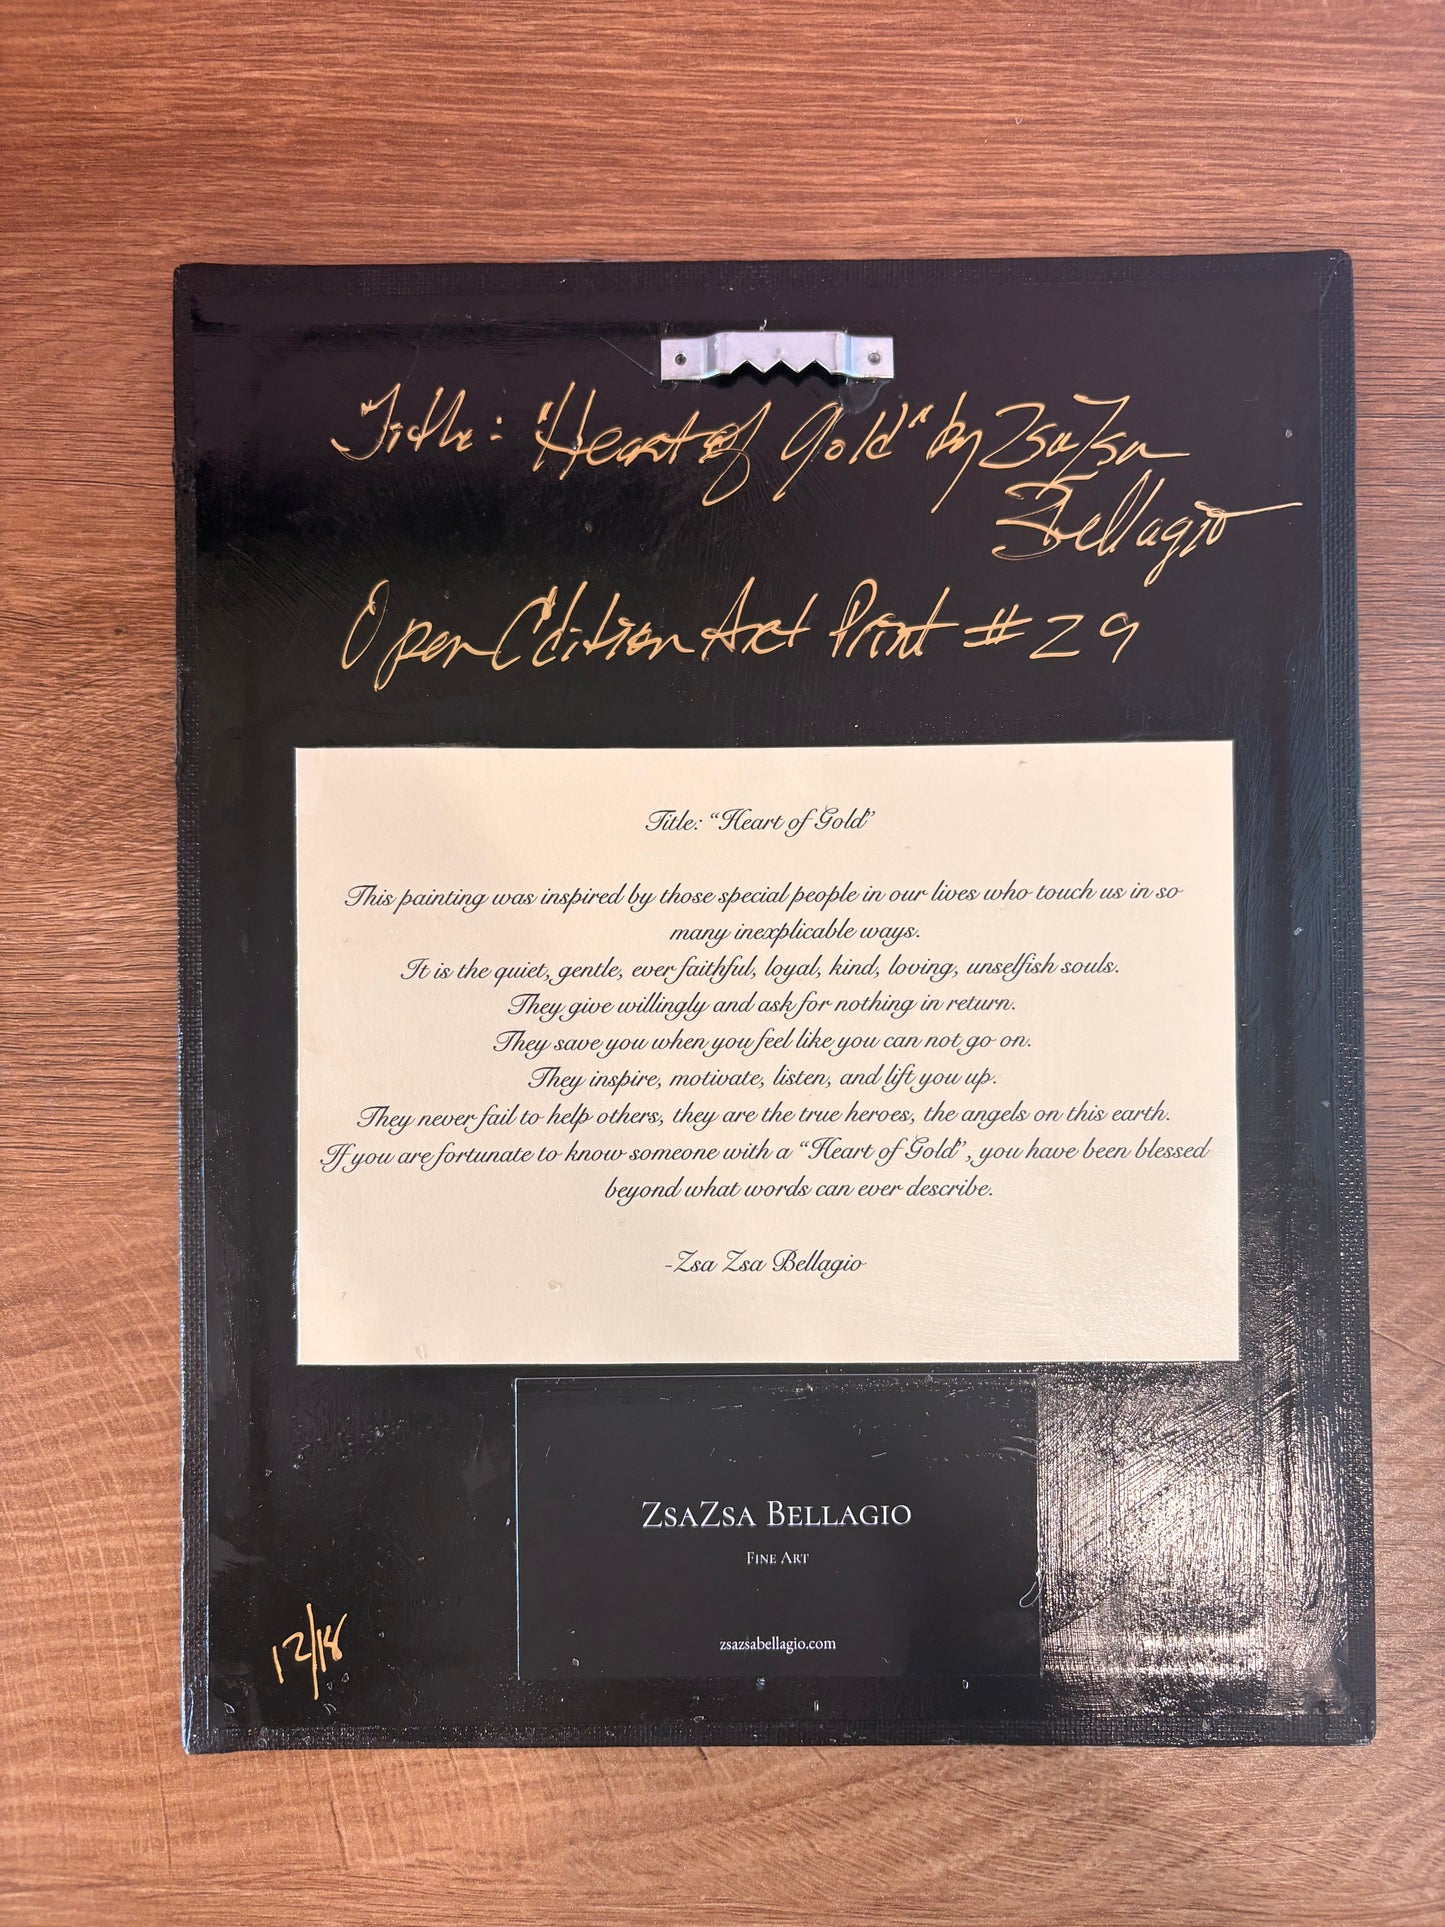 Title: "Heart of Gold" by ZsaZsa
Bellagio
Open Edition Art Print #29
Title: “Heart of Gold”
This painting was inspired by those special people in our lives who touch us in so
many inexplicable ways.
It is the quiet, gentle, ever faithful, loyal, kind, loving, unselfish souls.
They give willingly and ask for nothing in return.
They save you when you feel like you can not go on.
They inspire, motivate, listen, and lift you up.
They never fail to help others, they are the true heroes, the angels on this earth.
If you are fortunate to know someone with a “Heart of Gold”, you have been blessed
beyond what words can ever describe.
-Zsa Zsa Bellagio
ZsaZsa Bellagio
Fine Art
zsazsabellagio.com
12/18